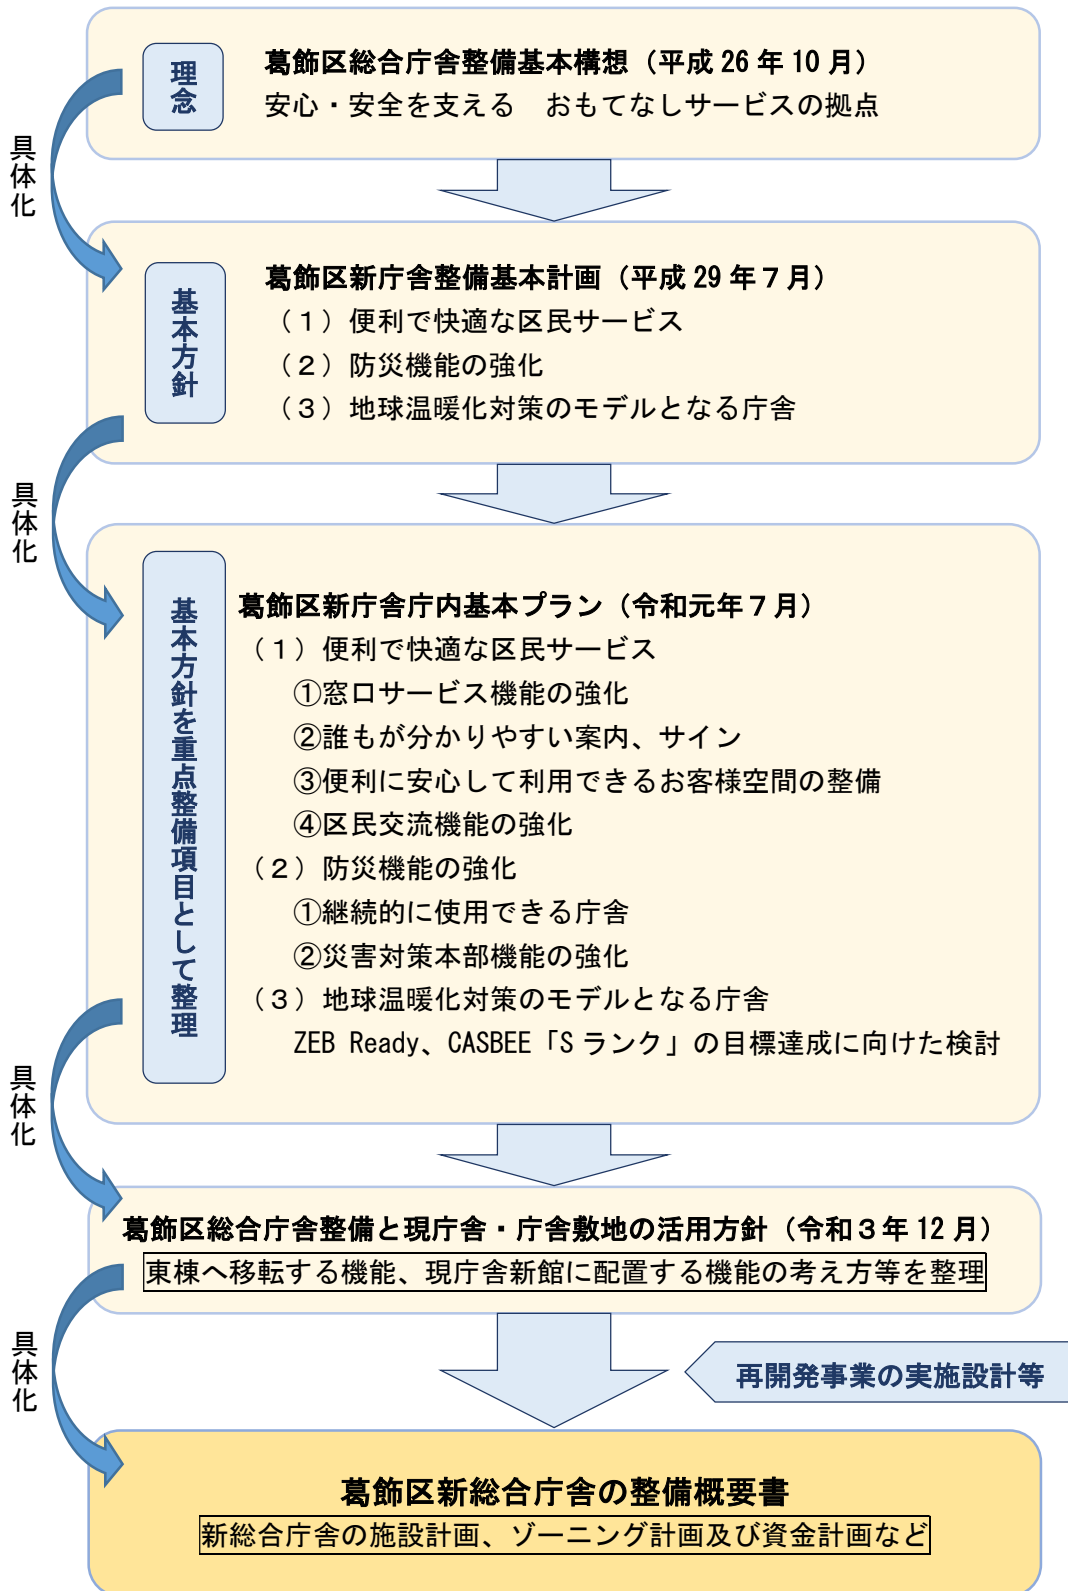 理念
葛飾区総合庁舎整備基本構想（平成 26 年 10 月）
安心・安全を支える　おもてなしサービスの拠点
具体化
基本方針
葛飾区新庁舎整備基本計画（平成 29 年７月）
（１）便利で快適な区民サービス
（２）防災機能の強化
（３）地球温暖化対策のモデルとなる庁舎
具体化
基本方針を重点整備項目として整理
葛飾区新庁舎庁内基本プラン（令和元年７月）
（１）便利で快適な区民サービス
①窓口サービス機能の強化
②誰もが分かりやすい案内、サイン
③便利に安心して利用できるお客様空間の整備
④区民交流機能の強化
（２）防災機能の強化
①継続的に使用できる庁舎
②災害対策本部機能の強化
（３）地球温暖化対策のモデルとなる庁舎
ZEB Ready、CASBEE「S ランク」の目標達成に向けた検討
具体化
葛飾区総合庁舎整備と現庁舎・庁舎敷地の活用方針（令和３年 12 月）
東棟へ移転する機能、現庁舎新館に配置する機能の考え方等を整理
具体化
再開発事業の実施設計等
葛飾区新総合庁舎の整備概要書
新総合庁舎の施設計画、ゾーニング計画及び資金計画など